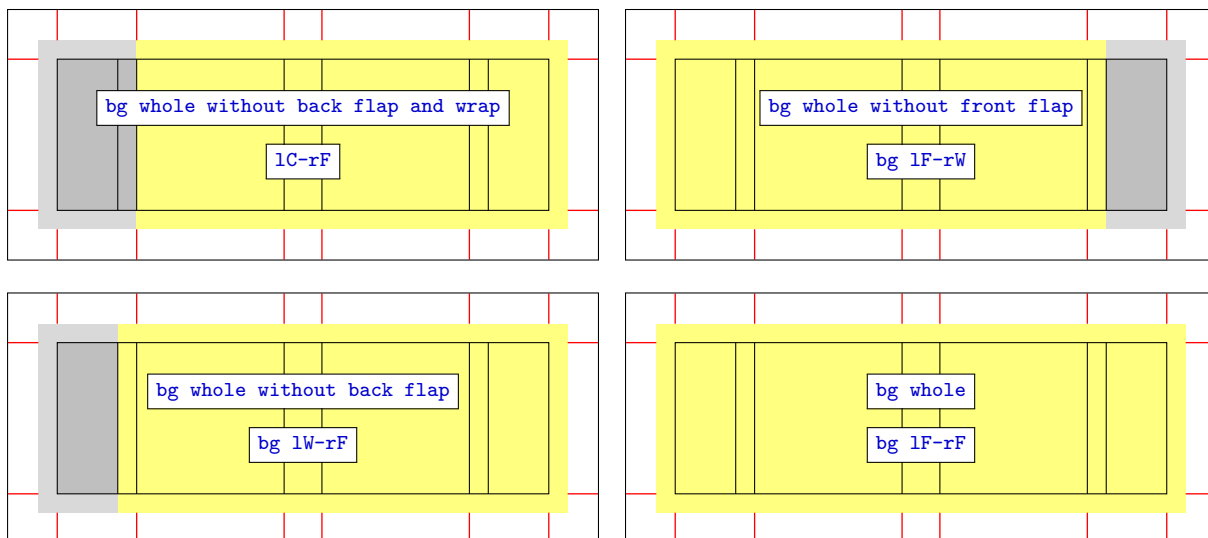 bg whole without back flap and wrap
lC-rF
bg whole without front flap
bg lF-rW
bg whole without back flap
bg lW-rF
bg whole
bg lF-rF